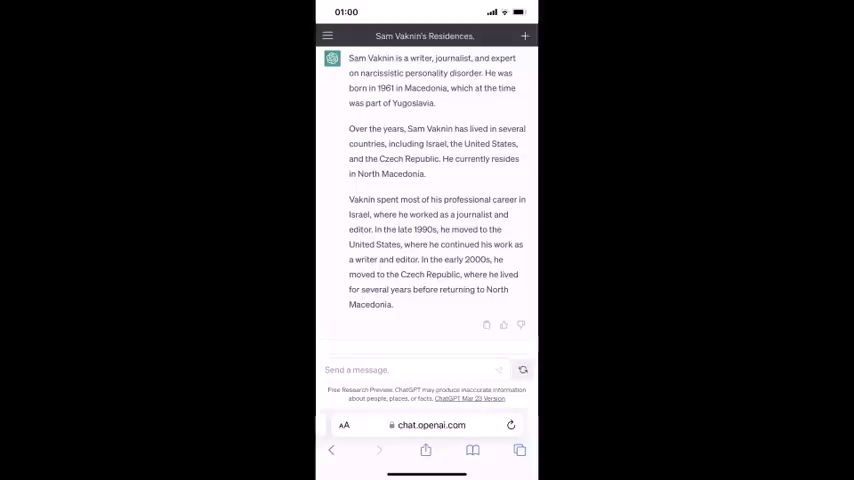 01:00
Sam Vaknin's Residences.
Sam Vaknin is a writer, journalist, and expert
on narcissistic personality disorder. He was
born in 1961 in Macedonia, which at the time
was part of Yugoslavia.
Over the years, Sam Vaknin has lived in several
countries, including Israel, the United States,
and the Czech Republic. He currently resides
in North Macedonia.
Vaknin spent most of his professional career in
Israel, where he worked as a journalist and
editor. In the late 1990s, he moved to the
United States, where he continued his work as
a writer and editor. In the early 2000s, he
moved to the Czech Republic, where he lived
for several years before returning to North
Macedonia.
Send a message.
Free Research Preview. ChatGPT may produce inaccurate information
about people, places, or facts. ChatGPT Mar 23 Version
AA
chat.openai.com